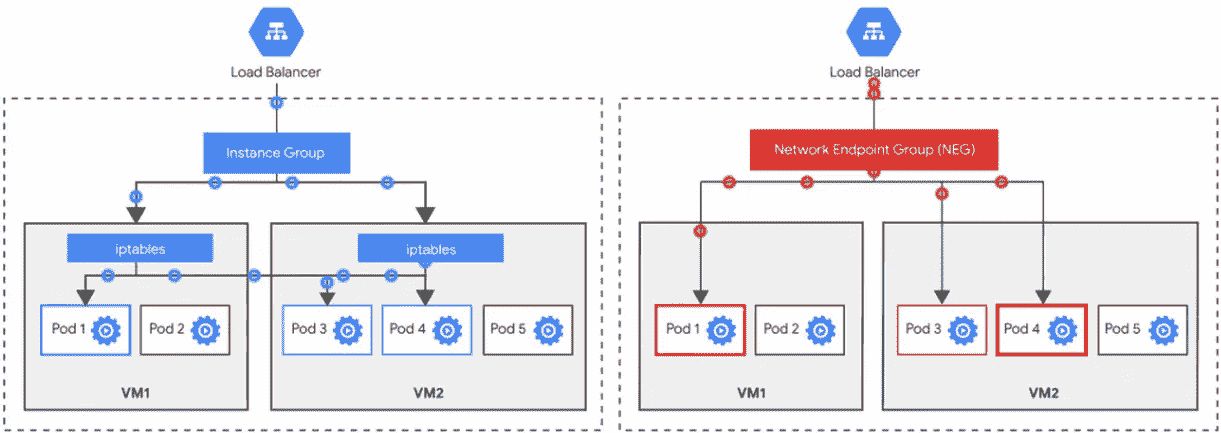 Load Balancer
Instance Group
iptables
iptables
Pod 1
Pod 2
Pod 3
Pod 4
Pod 5
VM1
VM2
Load Balancer
Network Endpoint Group (NEG)
Pod 1
Pod 2
Pod 3
Pod 4
Pod 5
VM1
VM2